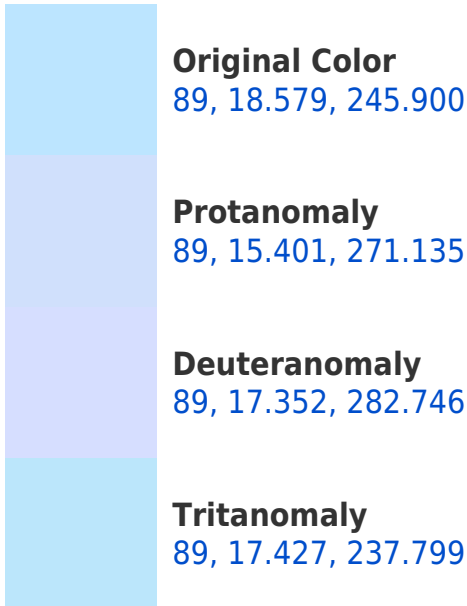 Original Color
89, 18.579, 245.900
Protanomaly
89, 15.401, 271.135
Deuteranomaly
89, 17.352, 282.746
Tritanomaly
89, 17.427, 237.799